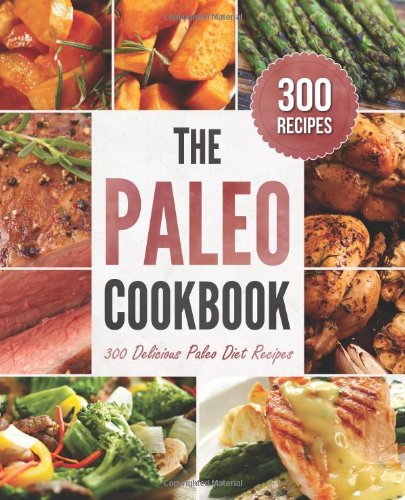 300
RECIPES
THE
PALEO
COOKBOOK
300 Delicious Paleo Diet Recipes